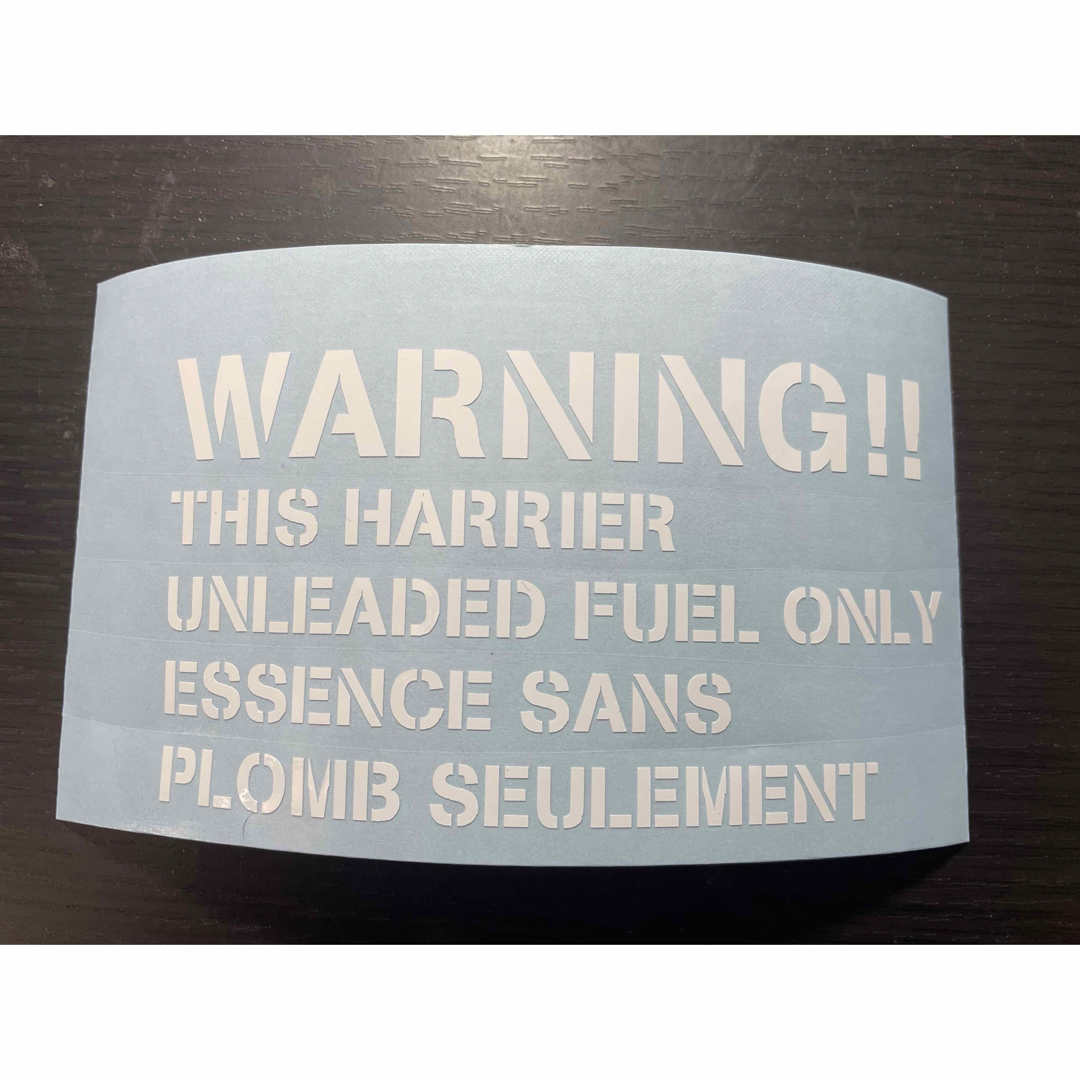 WARNING!!
THIS HARRIER
UNLEADED FUEL ONLY
ESSENCE SANS
PLOMB SEULEMENT